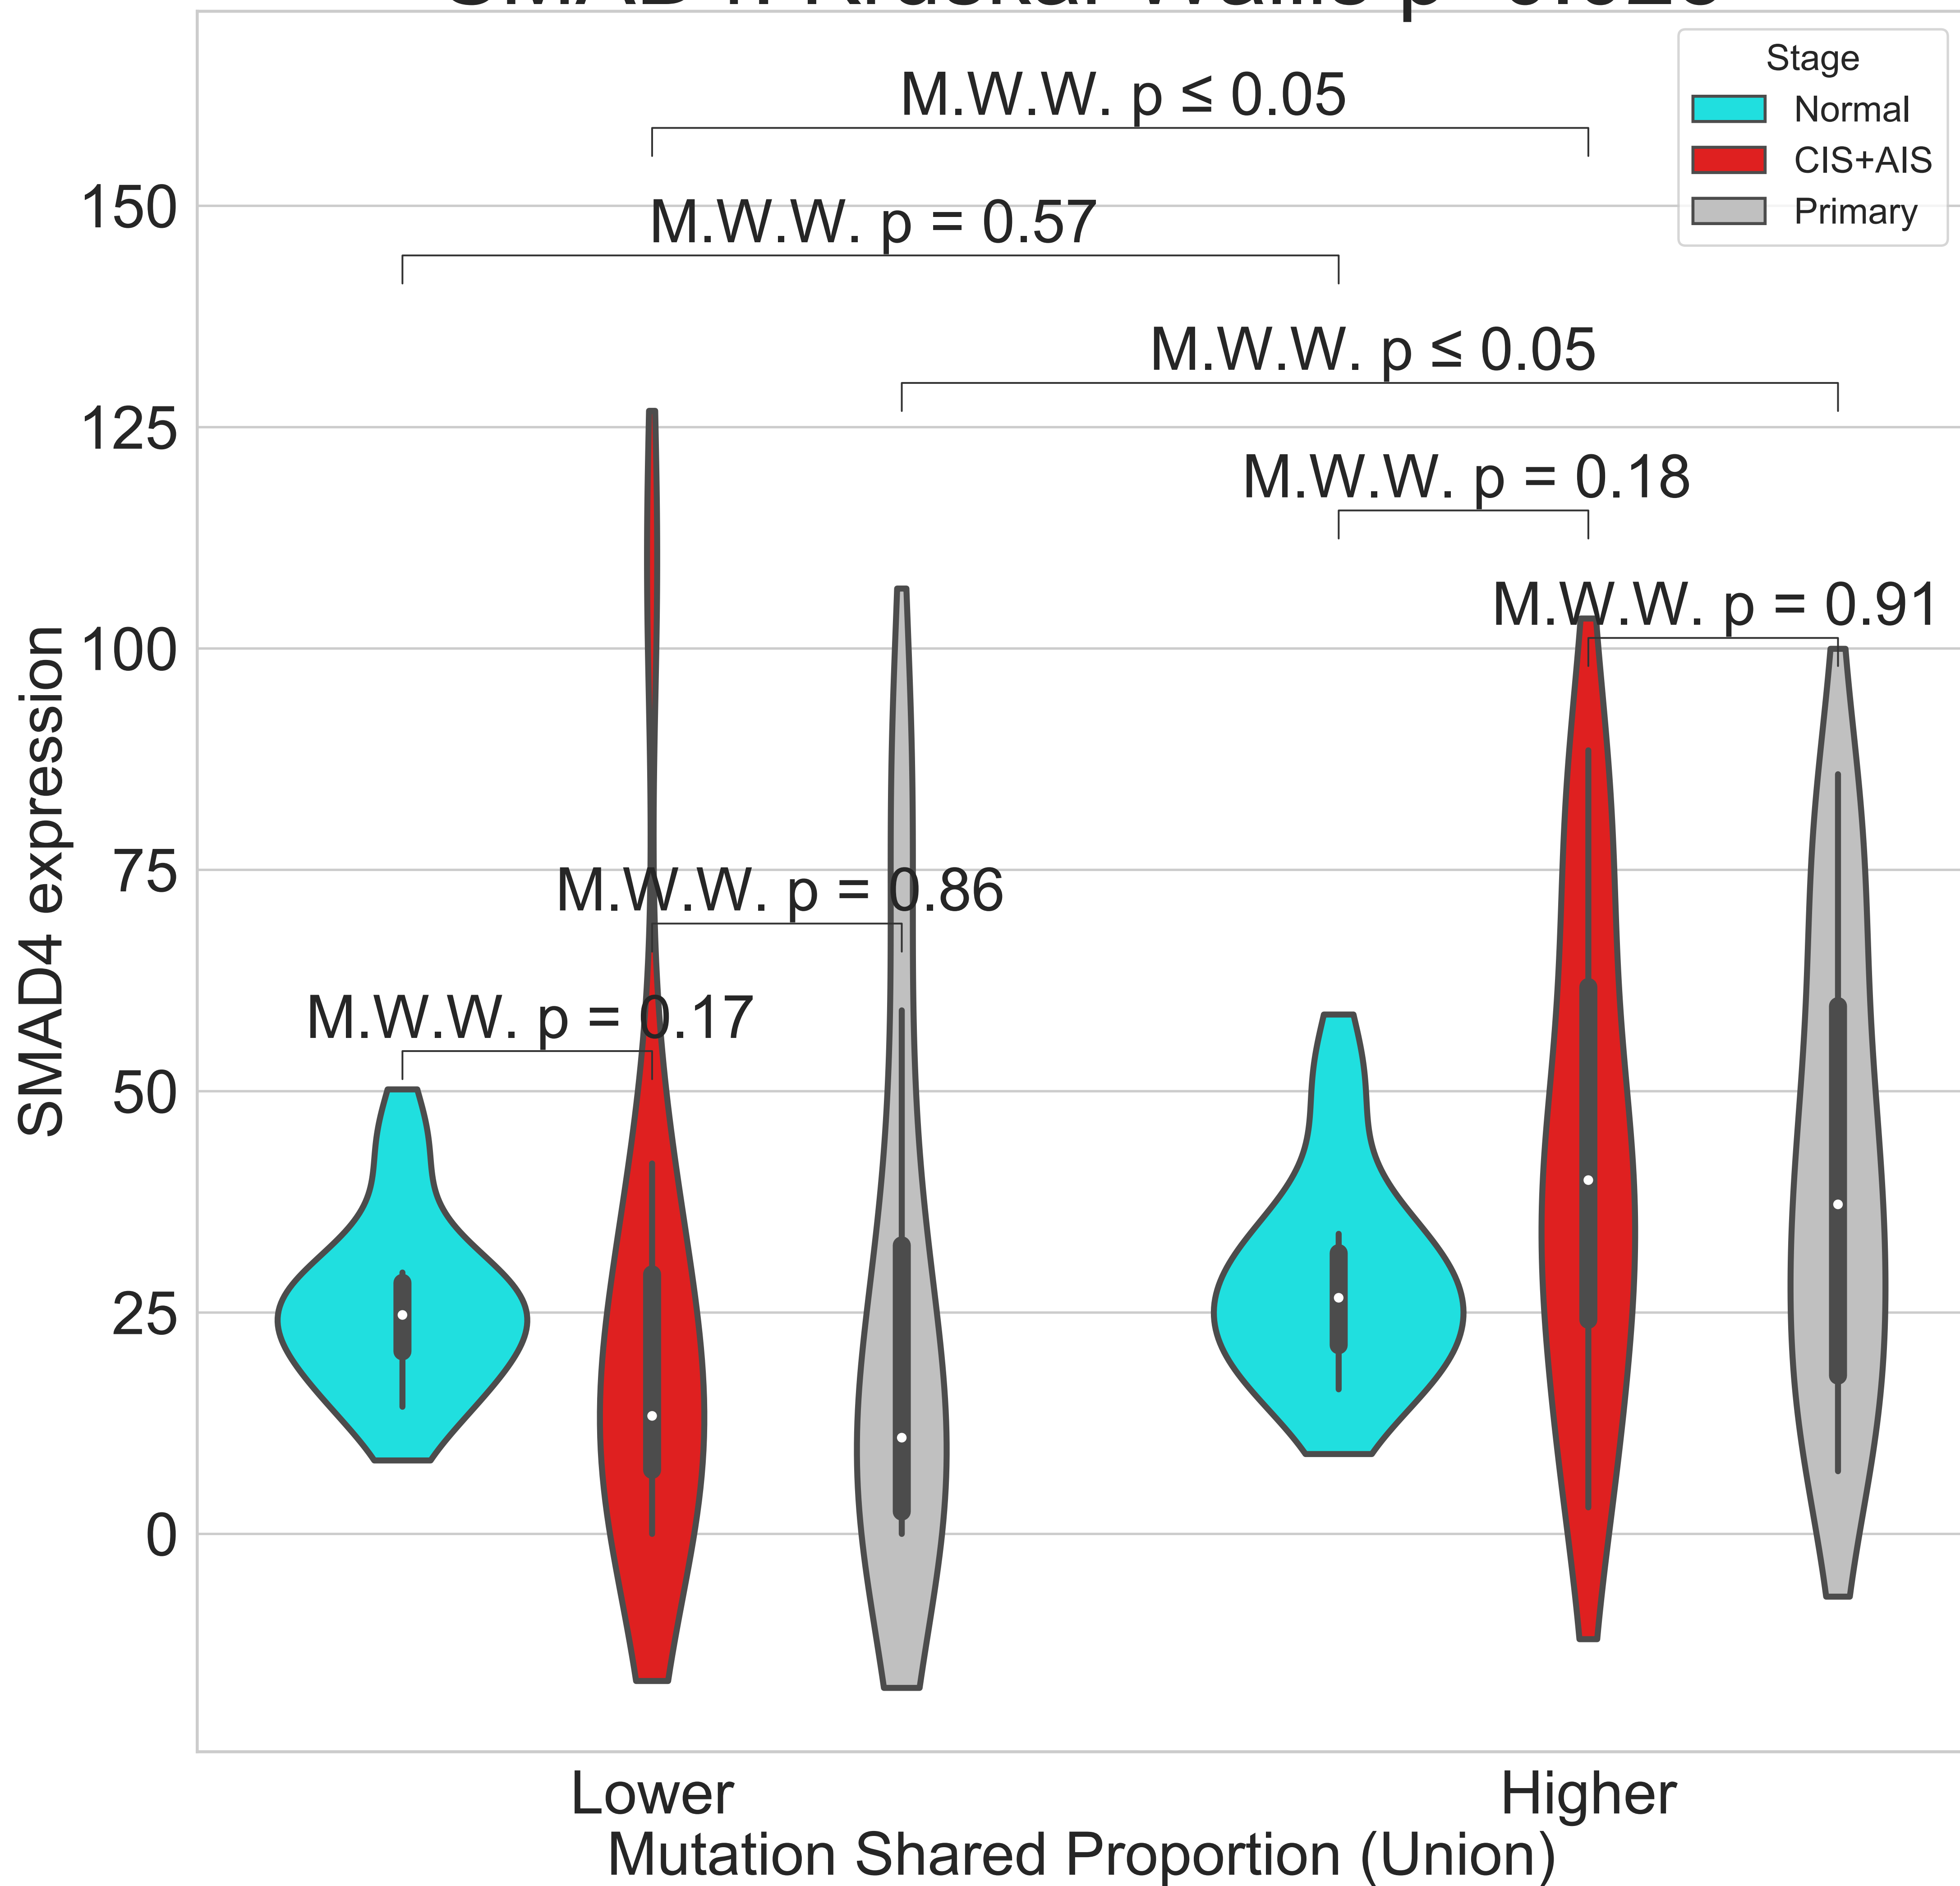 Stage
Normal
CIS+AIS
Primary
M.W.W. p ≤ 0.05
M.W.W. p = 0.57
M.W.W. p ≤ 0.05
M.W.W. p = 0.18
M.W.W. p = 0.91
M.W.W. p = 0.86
M.W.W. p = 0.17
150
125
100
75
50
25
0
SMAD4 expression
Lower
Higher
Mutation Shared Proportion (Union)